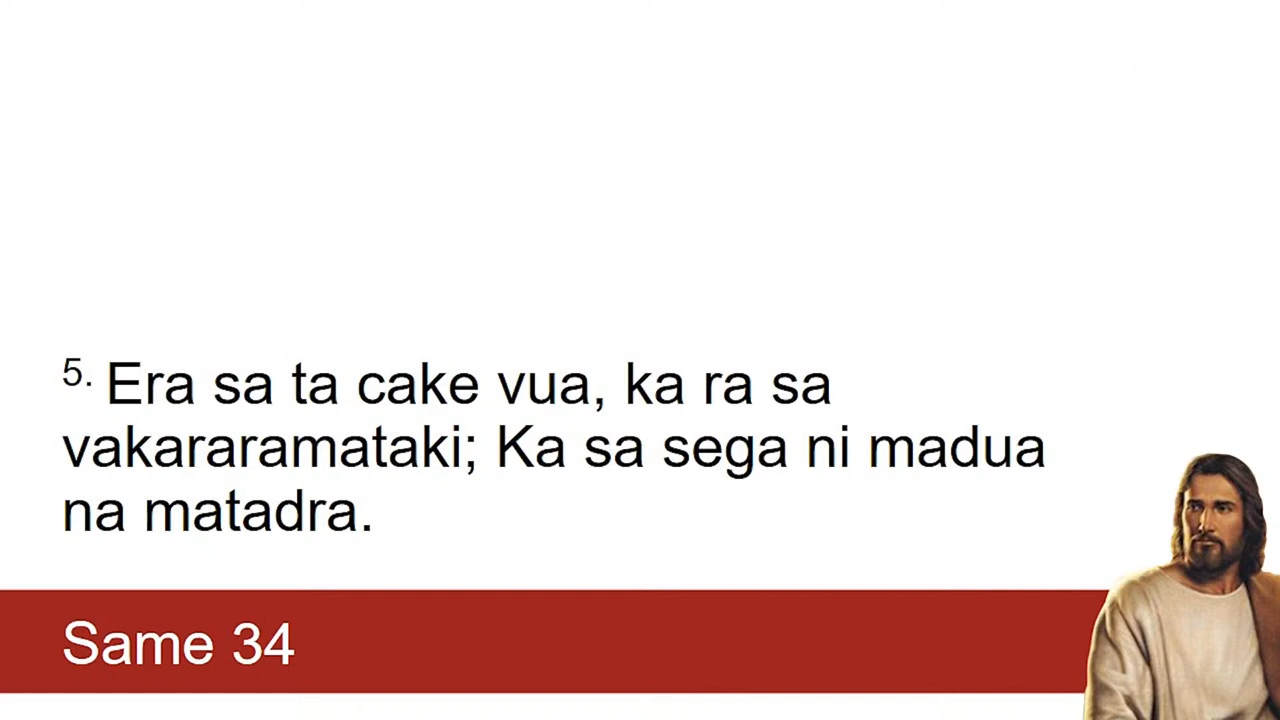 5. Era sa ta cake vua, ka ra sa
vakararamataki; Ka sa sega ni madua
na matadra.
Same 34